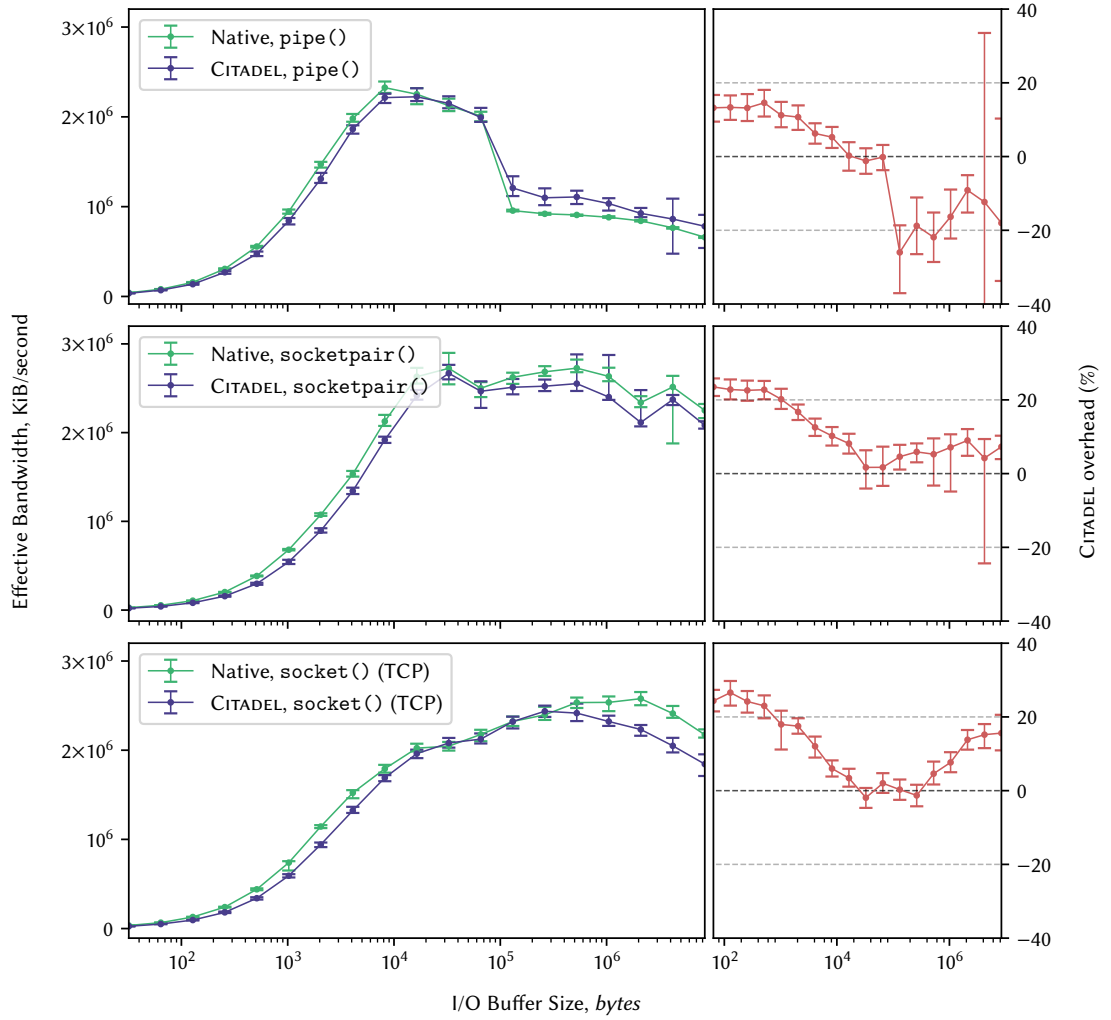 Effective Bandwidth, KiB/second
3×10⁶
2×10⁶
10⁶
0
Native, pipe()
CITADEL, pipe()
40
20
0
−20
−40
3×10⁶
2×10⁶
10⁶
0
Native, socketpair()
CITADEL, socketpair()
40
20
0
−20
−40
3×10⁶
2×10⁶
10⁶
0
Native, socket() (TCP)
CITADEL, socket() (TCP)
40
20
0
−20
−40
CITADEL overhead (%)
10² 10³ 10⁴ 10⁵ 10⁶ 10² 10⁴ 10⁶
I/O Buffer Size, bytes